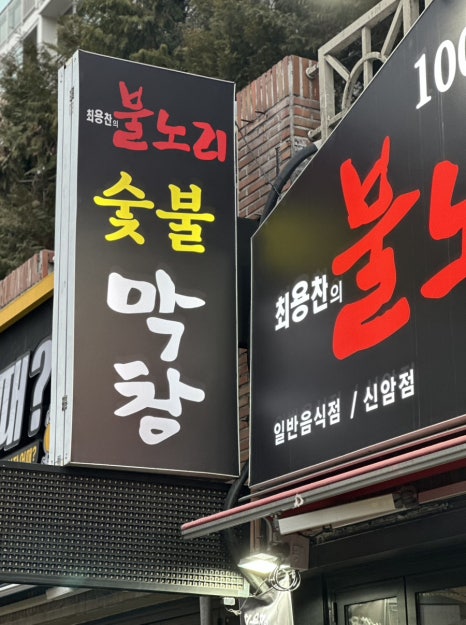 최용찬의 불노리
숯불
막
창
100
최용찬의 불노
일반음식점 / 신암점
때?